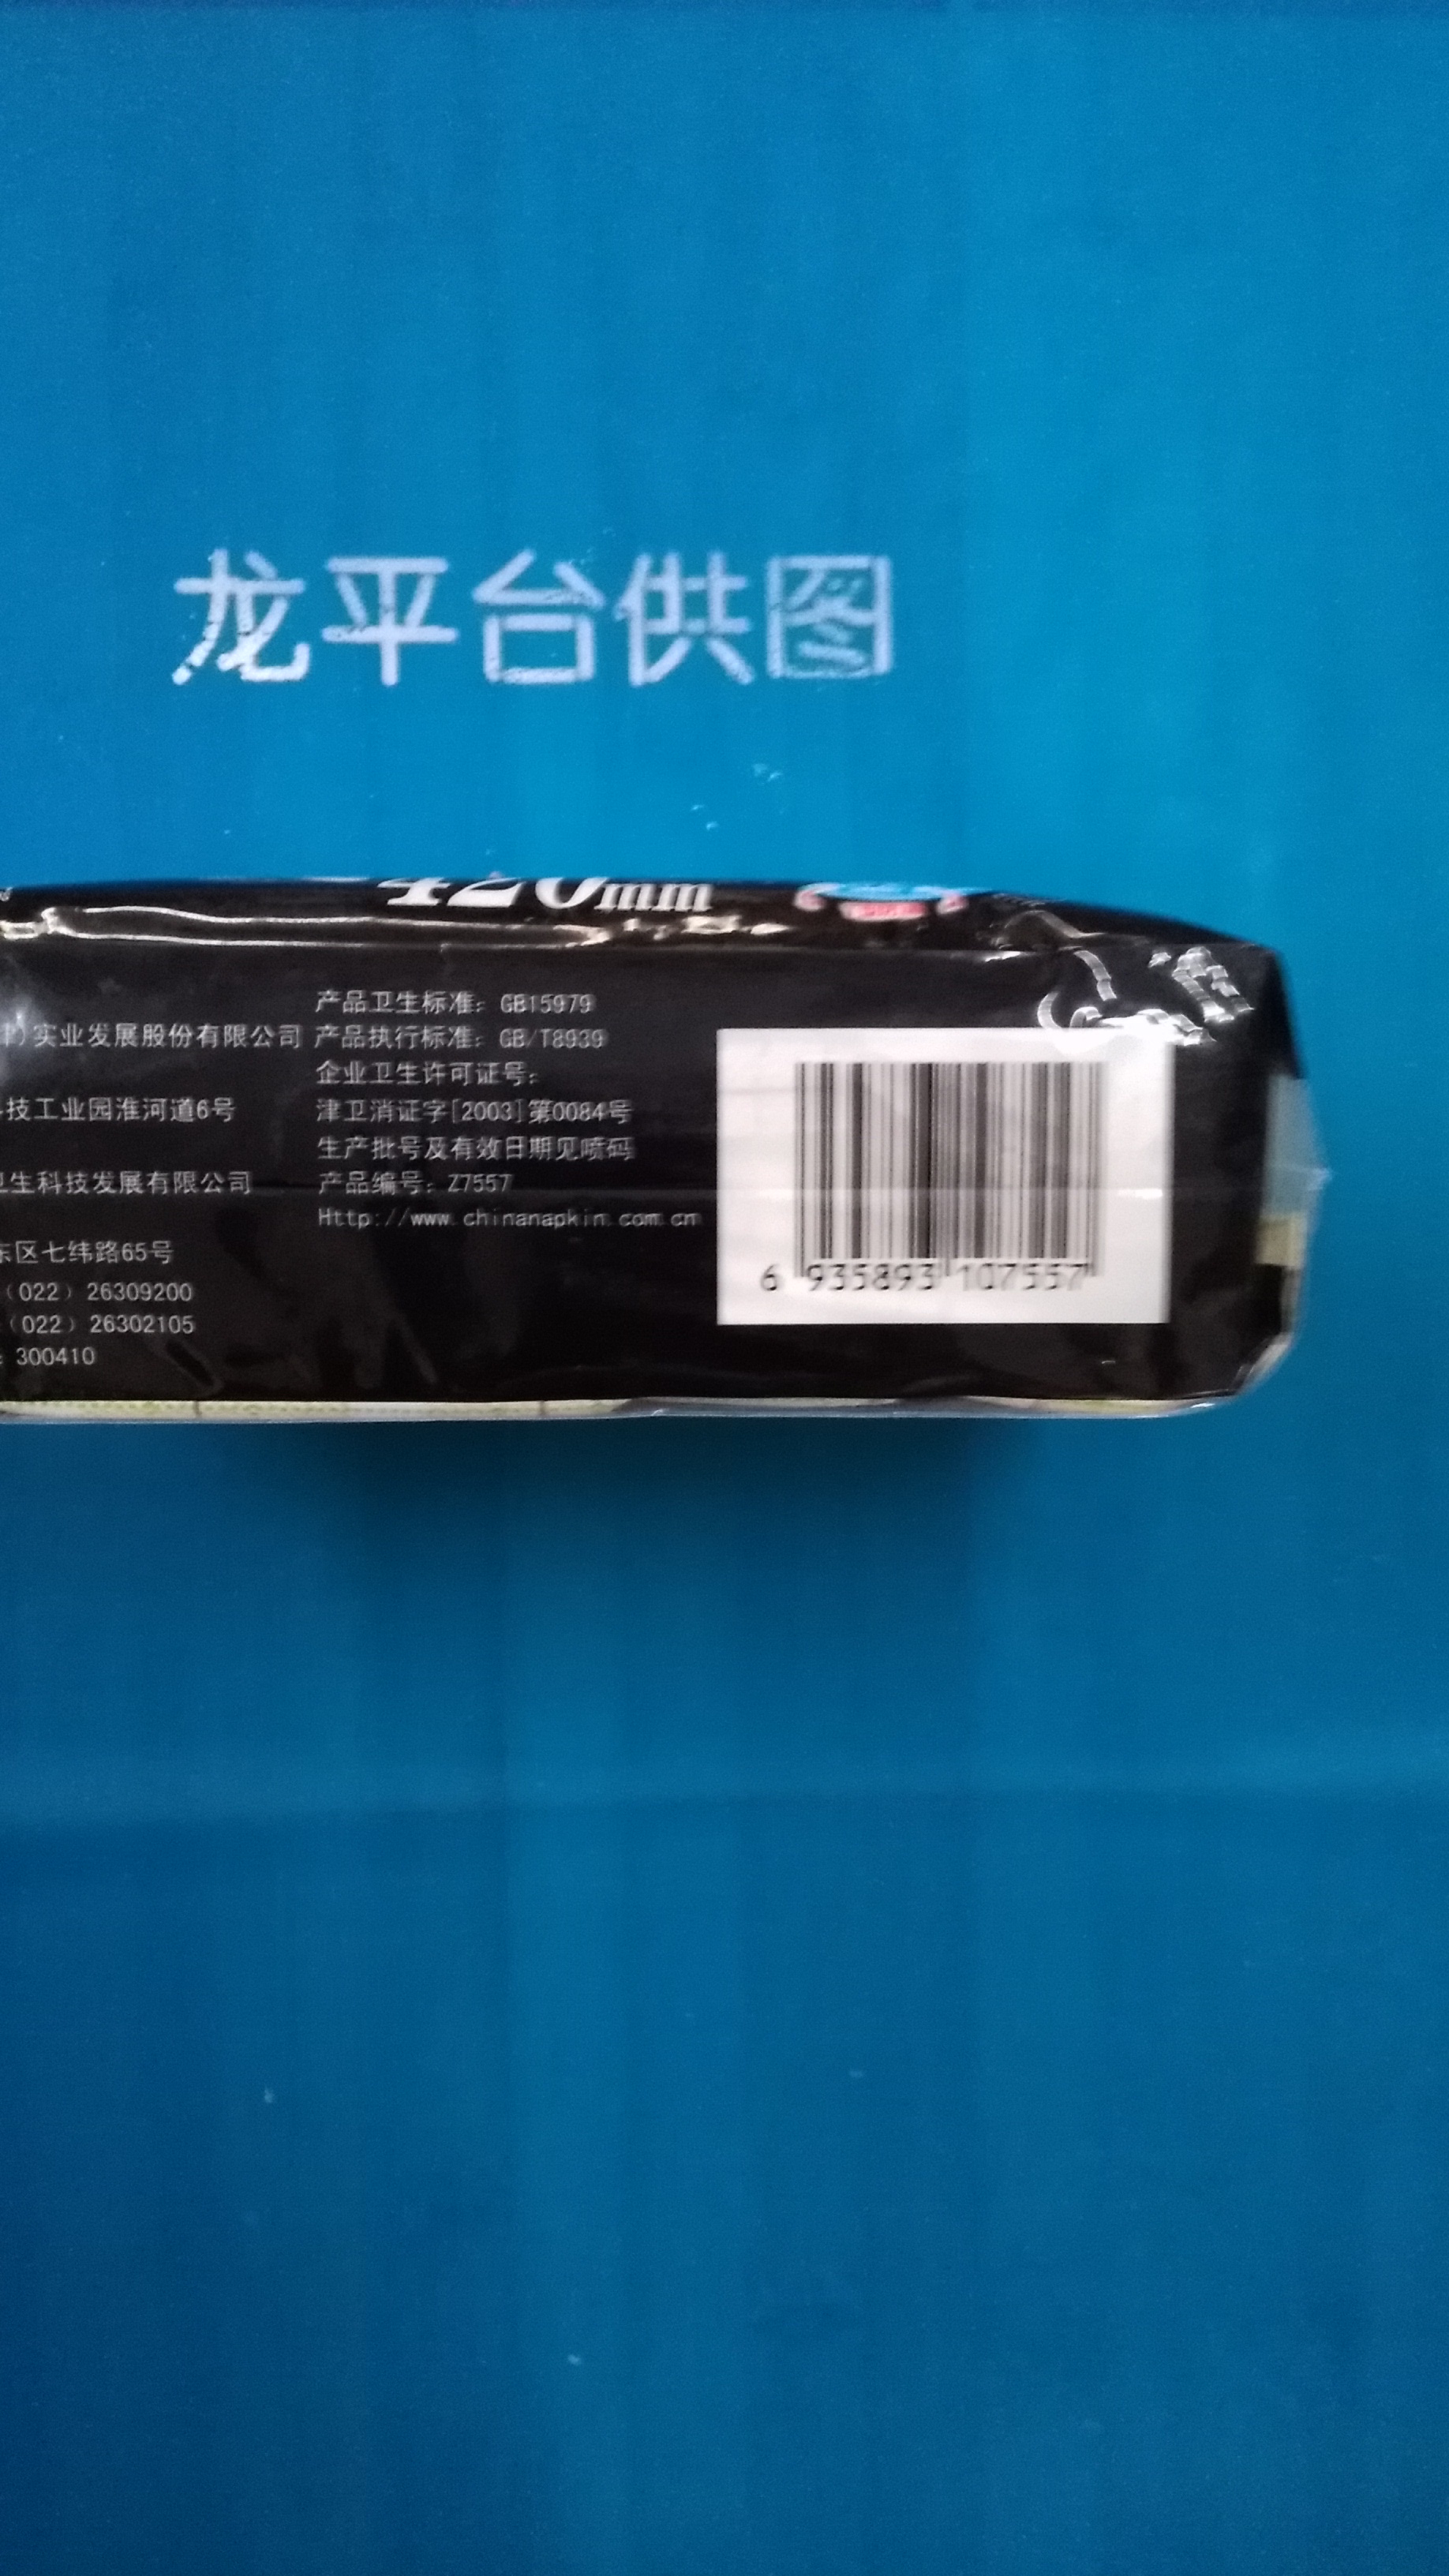 龙平台供图
420mm
实业发展股份有限公司
技工业园淮河道6号
卫生科技发展有限公司
东区七纬路65号
(022) 26309200
(022) 26302105
: 300410
产品卫生标准: GB15979
产品执行标准: GB/T8939
企业卫生许可证号:
津卫消证字[2003]第0084号
生产批号及有效日期见喷码
产品编号: Z7557
Http://www.chinanapkin.com.cn
6 935893 107557